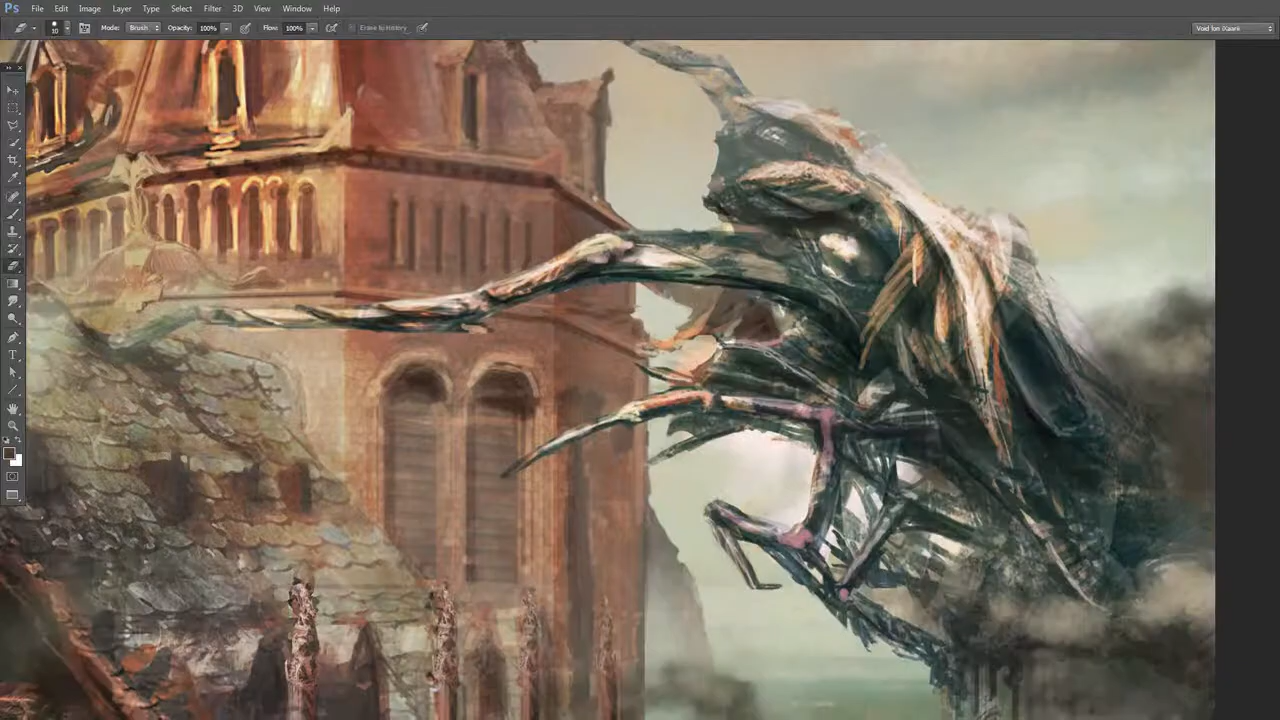 Ps File Edit Image Layer Type Select Filter 3D View Window Help
10 Mode: Brush Opacity: 100% Flow: 100% Erase to History
T